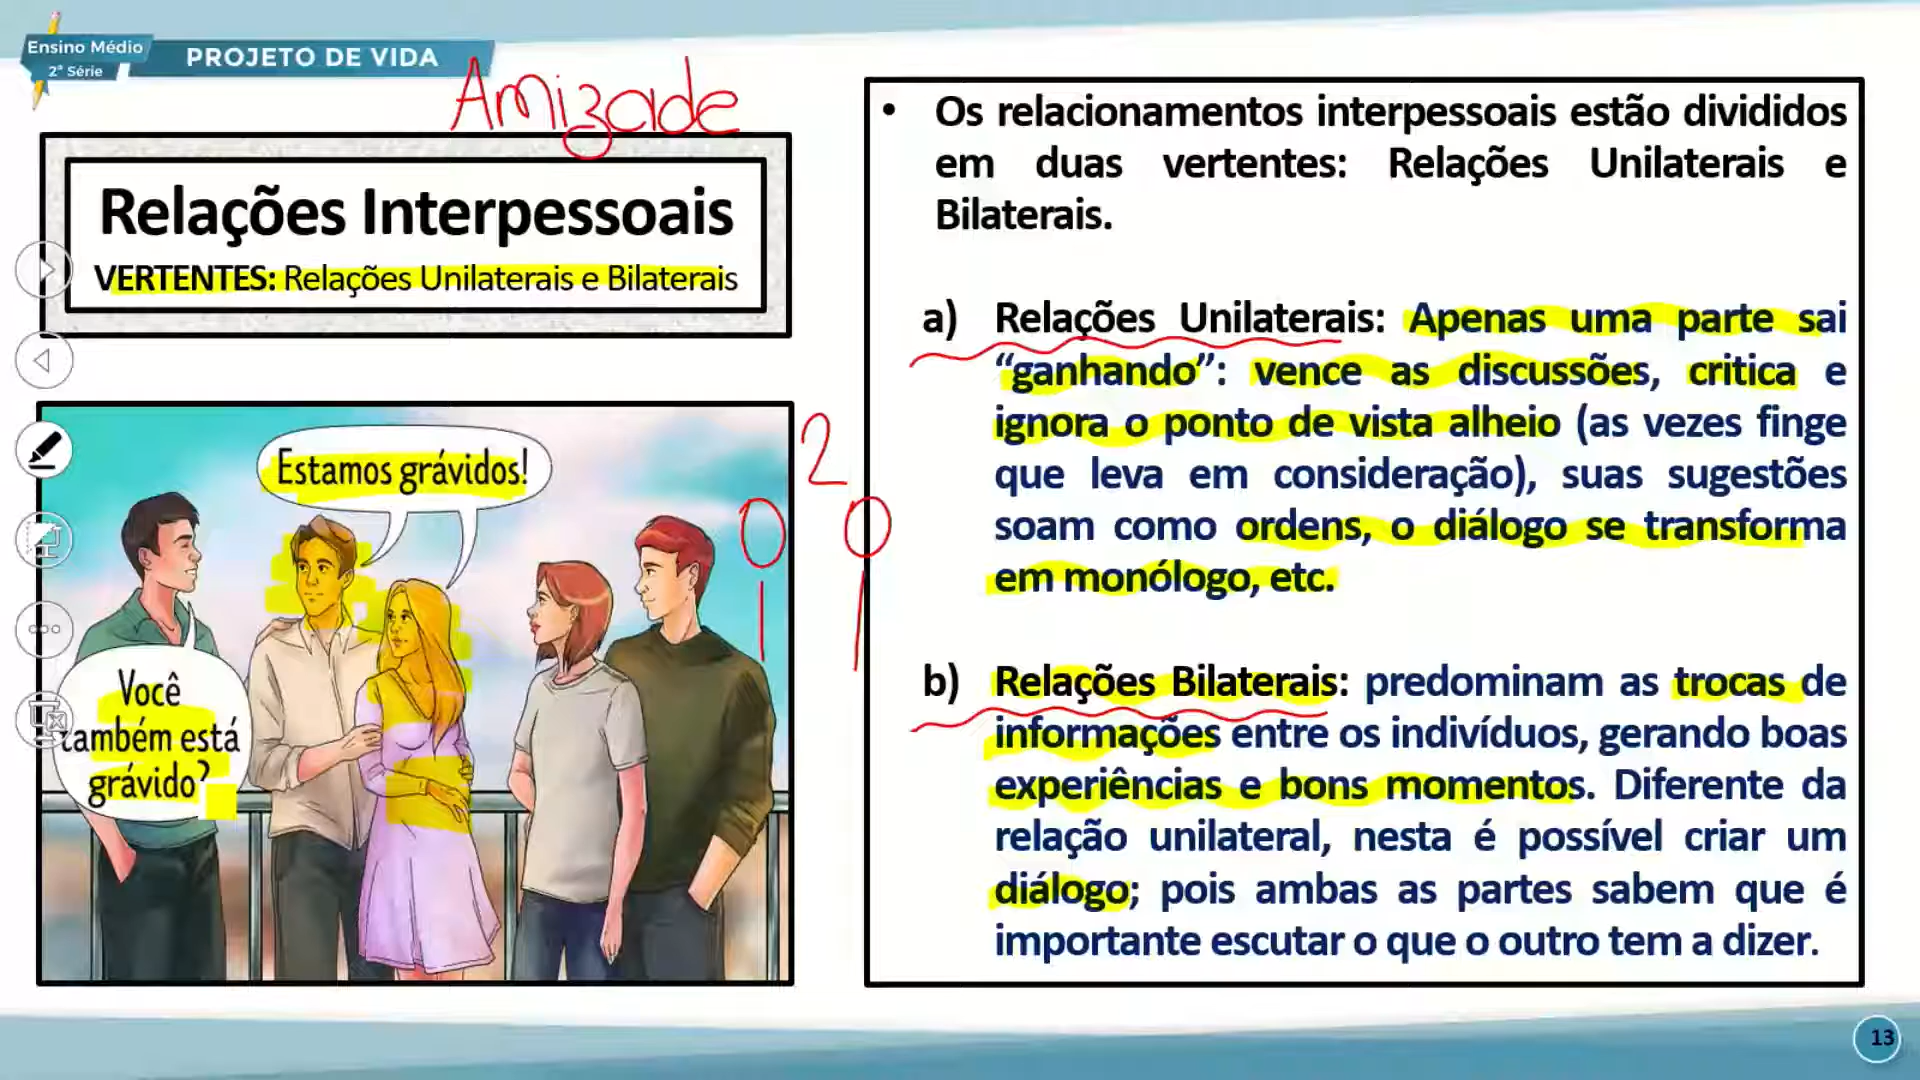 Ensino Médio
2ª Série
PROJETO DE VIDA
Amizade
Relações Interpessoais
VERTENTES: Relações Unilaterais e Bilaterais
Estamos grávidos!
Você
também está
grávido?
2
• Os relacionamentos interpessoais estão divididos
em duas vertentes: Relações Unilaterais e
Bilaterais.
a) Relações Unilaterais: Apenas uma parte sai
“ganhando”: vence as discussões, critica e
ignora o ponto de vista alheio (as vezes finge
que leva em consideração), suas sugestões
soam como ordens, o diálogo se transforma
em monólogo, etc.
b) Relações Bilaterais: predominam as trocas de
informações entre os indivíduos, gerando boas
experiências e bons momentos. Diferente da
relação unilateral, nesta é possível criar um
diálogo; pois ambas as partes sabem que é
importante escutar o que o outro tem a dizer.
13